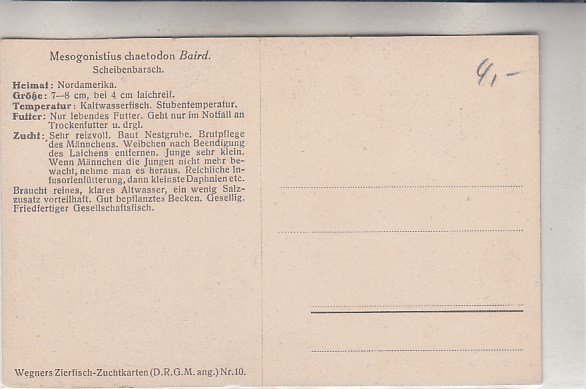 Mesogonistius chaetodon Baird.
Scheibenbarsch.
Heimat: Nordamerika.
Größe: 7—8 cm, bei 4 cm laichreif.
Temperatur: Kaltwasserfisch. Stubentemperatur.
Futter: Nur lebendes Futter. Geht nur im Notfall an
Trockenfutter u. drgl.
Zucht: Sehr reizvoll. Baut Nestgrube. Brutpflege
des Männchens. Weibchen nach Beendigung
des Laichens entfernen. Junge sehr klein.
Wenn Männchen die Jungen nicht mehr be-
wacht, nehme man es heraus. Reichliche In-
fusorienfütterung, dann kleinste Daphnien etc.
Braucht reines, klares Altwasser, ein wenig Salz-
zusatz vorteilhaft. Gut bepflanztes Becken. Gesellig.
Friedfertiger Gesellschaftsfisch.
Wegners Zierfisch-Zuchtkarten (D.R.G.M. ang.) Nr. 10.
4,-